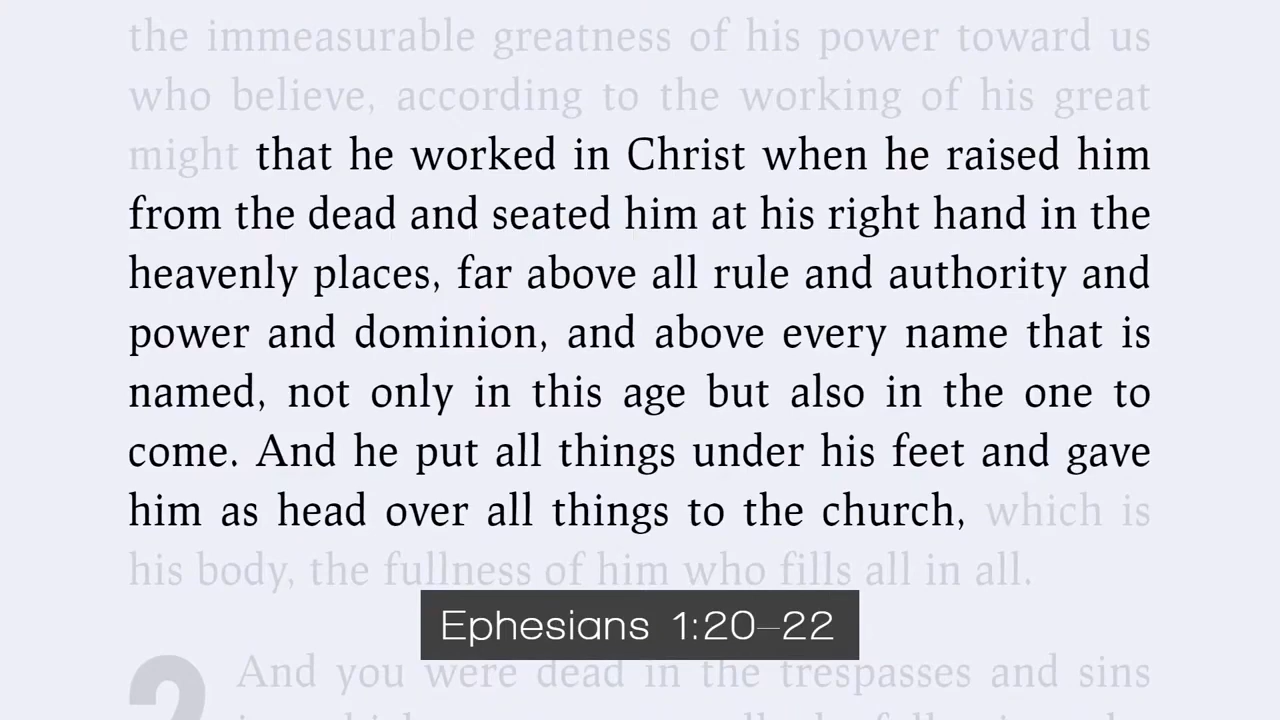 the immeasurable greatness of his power toward us
who believe, according to the working of his great
might that he worked in Christ when he raised him
from the dead and seated him at his right hand in the
heavenly places, far above all rule and authority and
power and dominion, and above every name that is
named, not only in this age but also in the one to
come. And he put all things under his feet and gave
him as head over all things to the church, which is
his body, the fullness of him who fills all in all.
Ephesians 1:20–22
2 And you were dead in the trespasses and sins